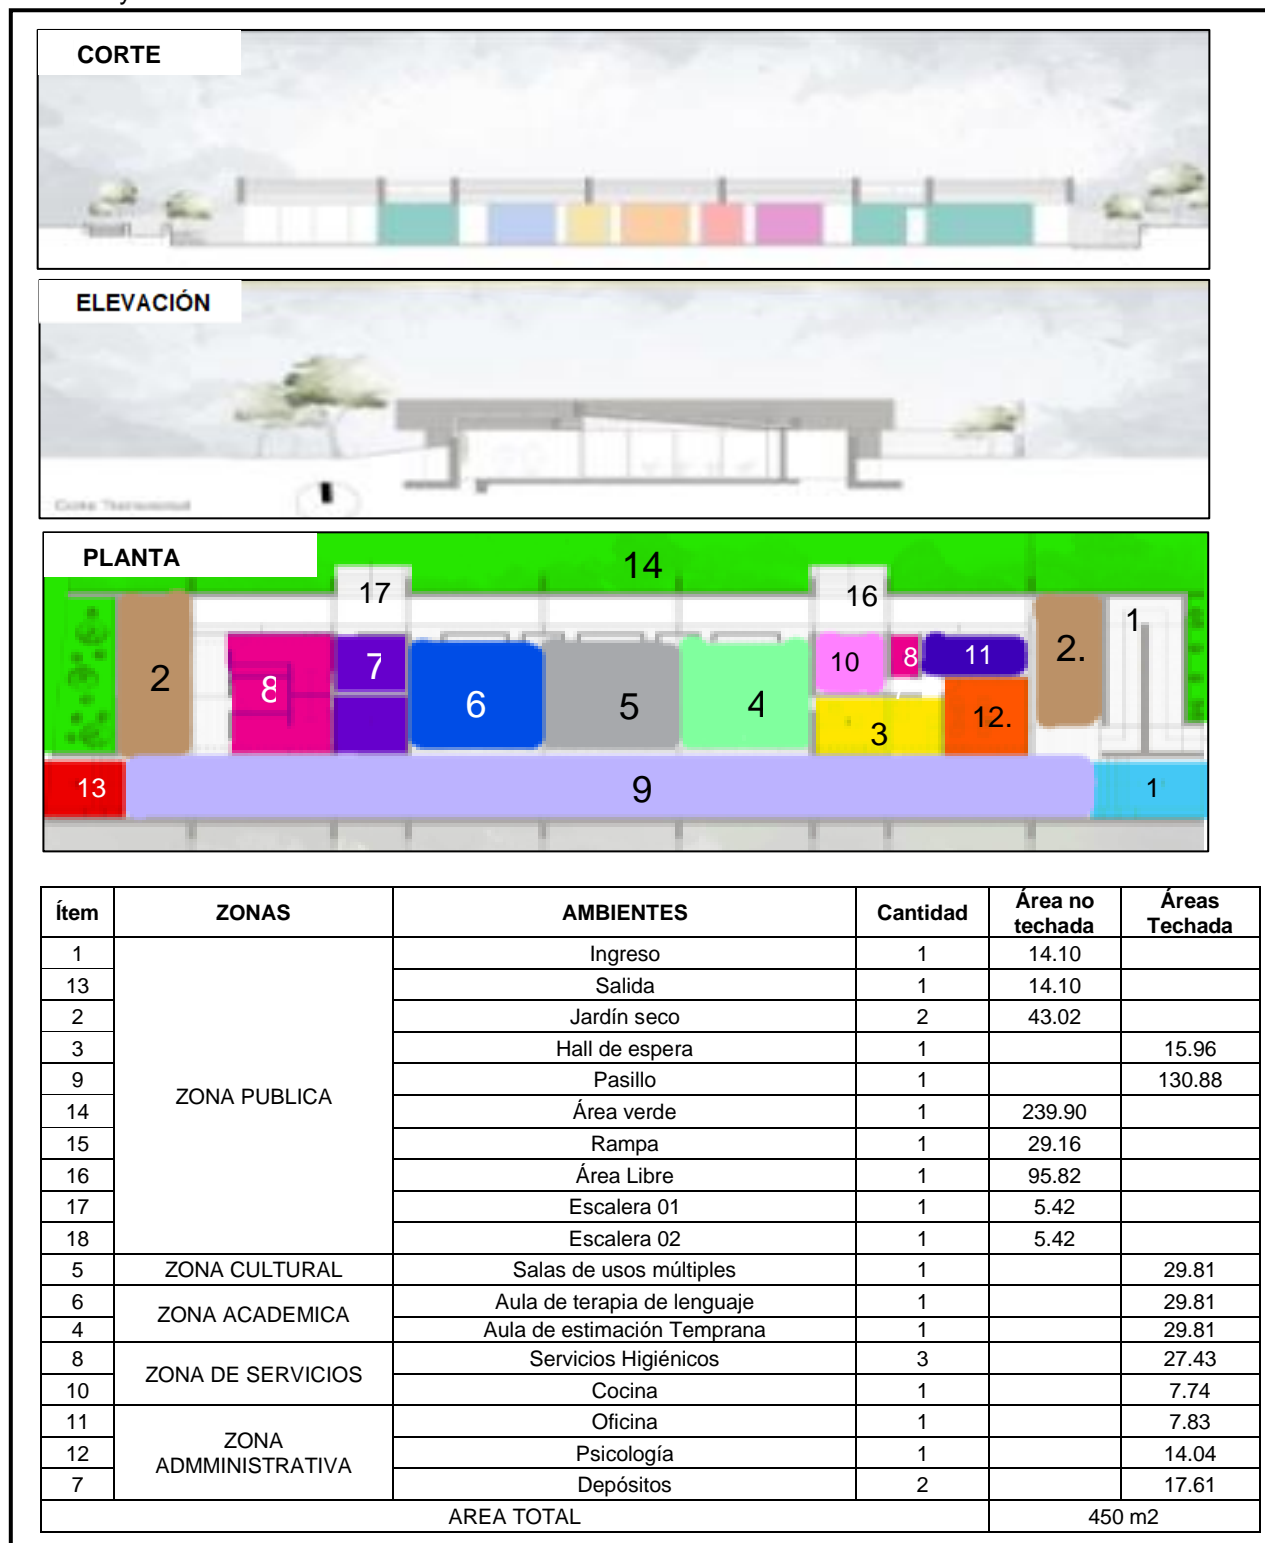 CORTE
ELEVACIÓN
Corte Transversal
PLANTA
14
17
16
1
2
8
7
6
5
4
10
8
11
2.
3
12.
13
9
1
Ítem ZONAS AMBIENTES Cantidad Área no techada Áreas Techada
1 ZONA PUBLICA Ingreso 1 14.10
13 Salida 1 14.10
2 Jardín seco 2 43.02
3 Hall de espera 1 15.96
9 Pasillo 1 130.88
14 Área verde 1 239.90
15 Rampa 1 29.16
16 Área Libre 1 95.82
17 Escalera 01 1 5.42
18 Escalera 02 1 5.42
5 ZONA CULTURAL Salas de usos múltiples 1 29.81
6 ZONA ACADEMICA Aula de terapia de lenguaje 1 29.81
4 Aula de estimación Temprana 1 29.81
8 ZONA DE SERVICIOS Servicios Higiénicos 3 27.43
10 Cocina 1 7.74
11 ZONA ADMMINISTRATIVA Oficina 1 7.83
12 Psicología 1 14.04
7 Depósitos 2 17.61
AREA TOTAL 450 m2